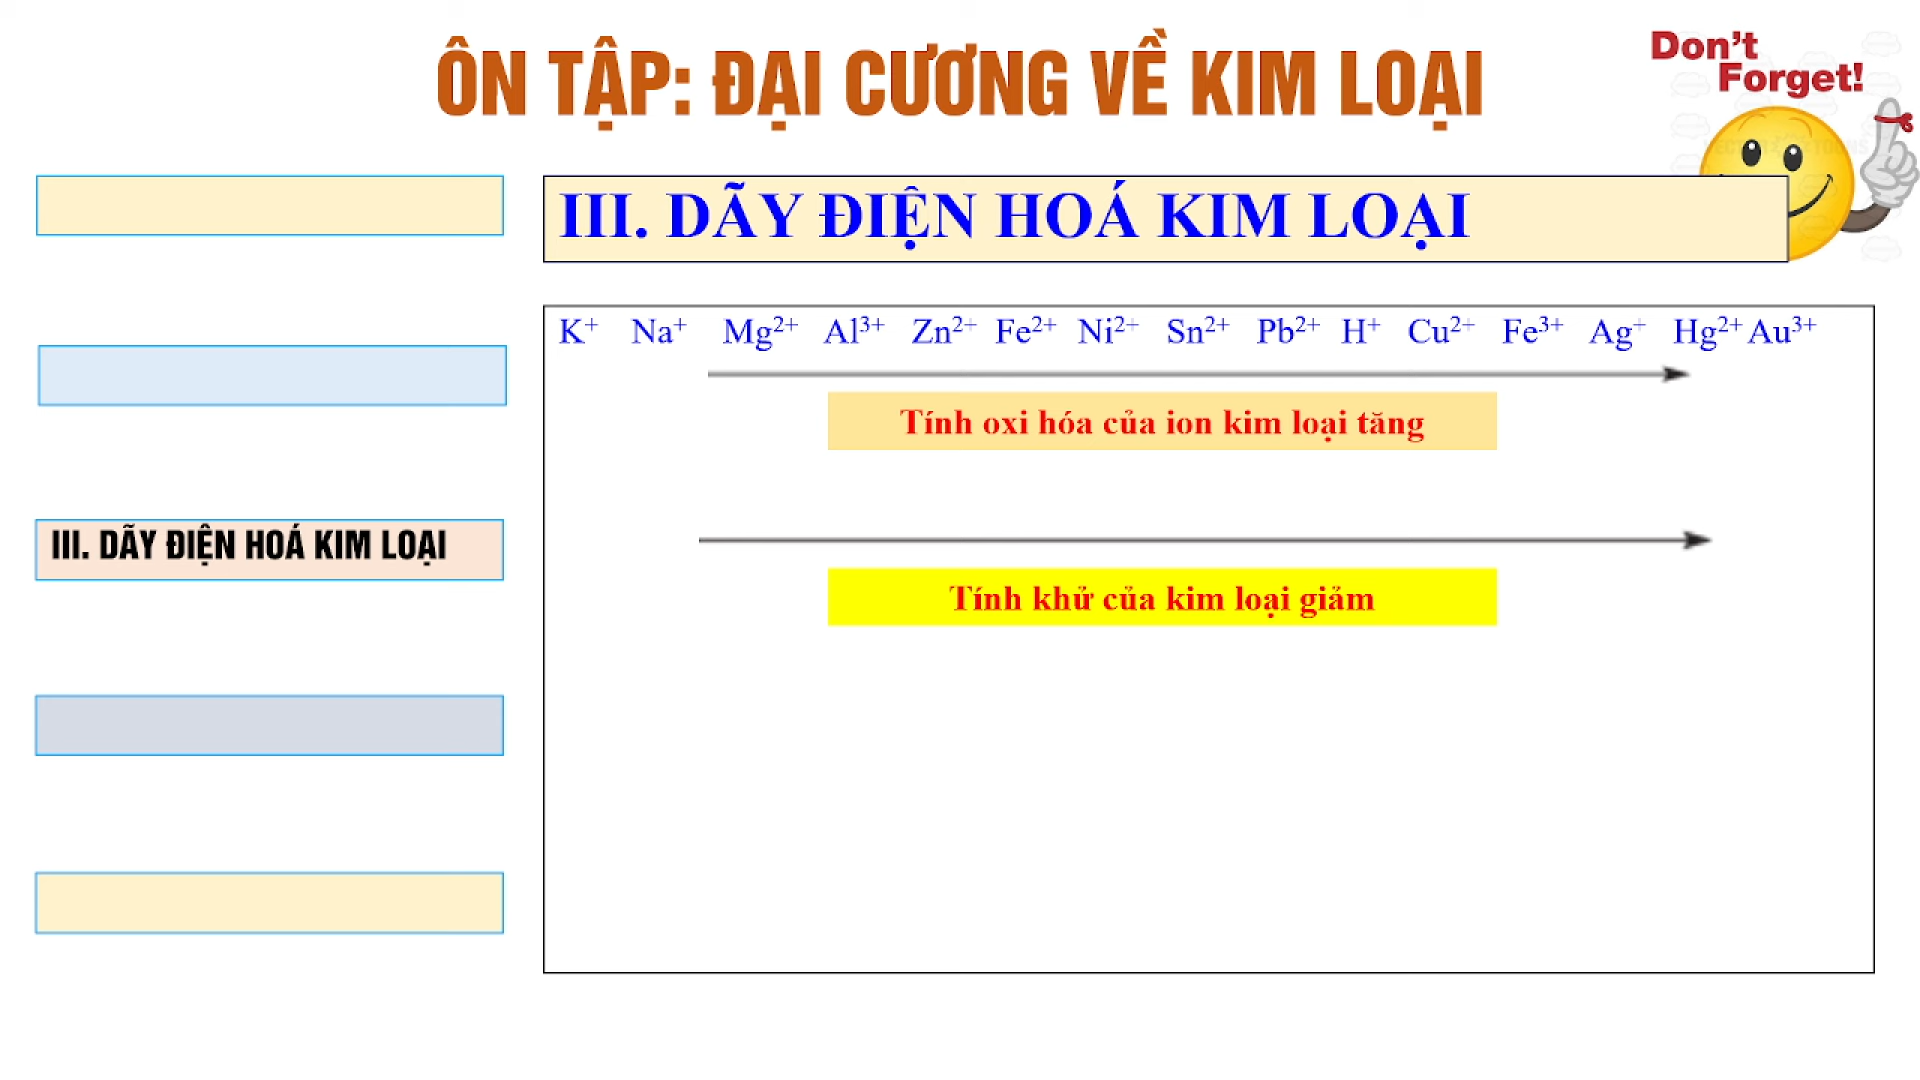 ÔN TẬP: ĐẠI CƯƠNG VỀ KIM LOẠI
Don't
Forget!
III. DÃY ĐIỆN HOÁ KIM LOẠI
K⁺ Na⁺ Mg²⁺ Al³⁺ Zn²⁺ Fe²⁺ Ni²⁺ Sn²⁺ Pb²⁺ H⁺ Cu²⁺ Fe³⁺ Ag⁺ Hg²⁺ Au³⁺
Tính oxi hóa của ion kim loại tăng
III. DÃY ĐIỆN HOÁ KIM LOẠI
Tính khử của kim loại giảm